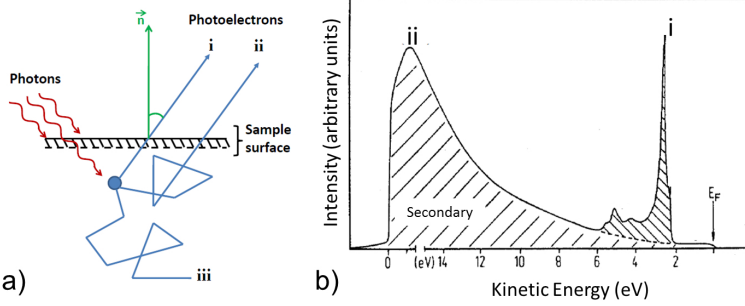 n
Photoelectrons
i
ii
Photons
Sample
surface
iii
a)
b)
Intensity (arbitrary units)
ii
i
Secondary
E_F
0 (eV) 14 12 10 8 6 4 2
Kinetic Energy (eV)